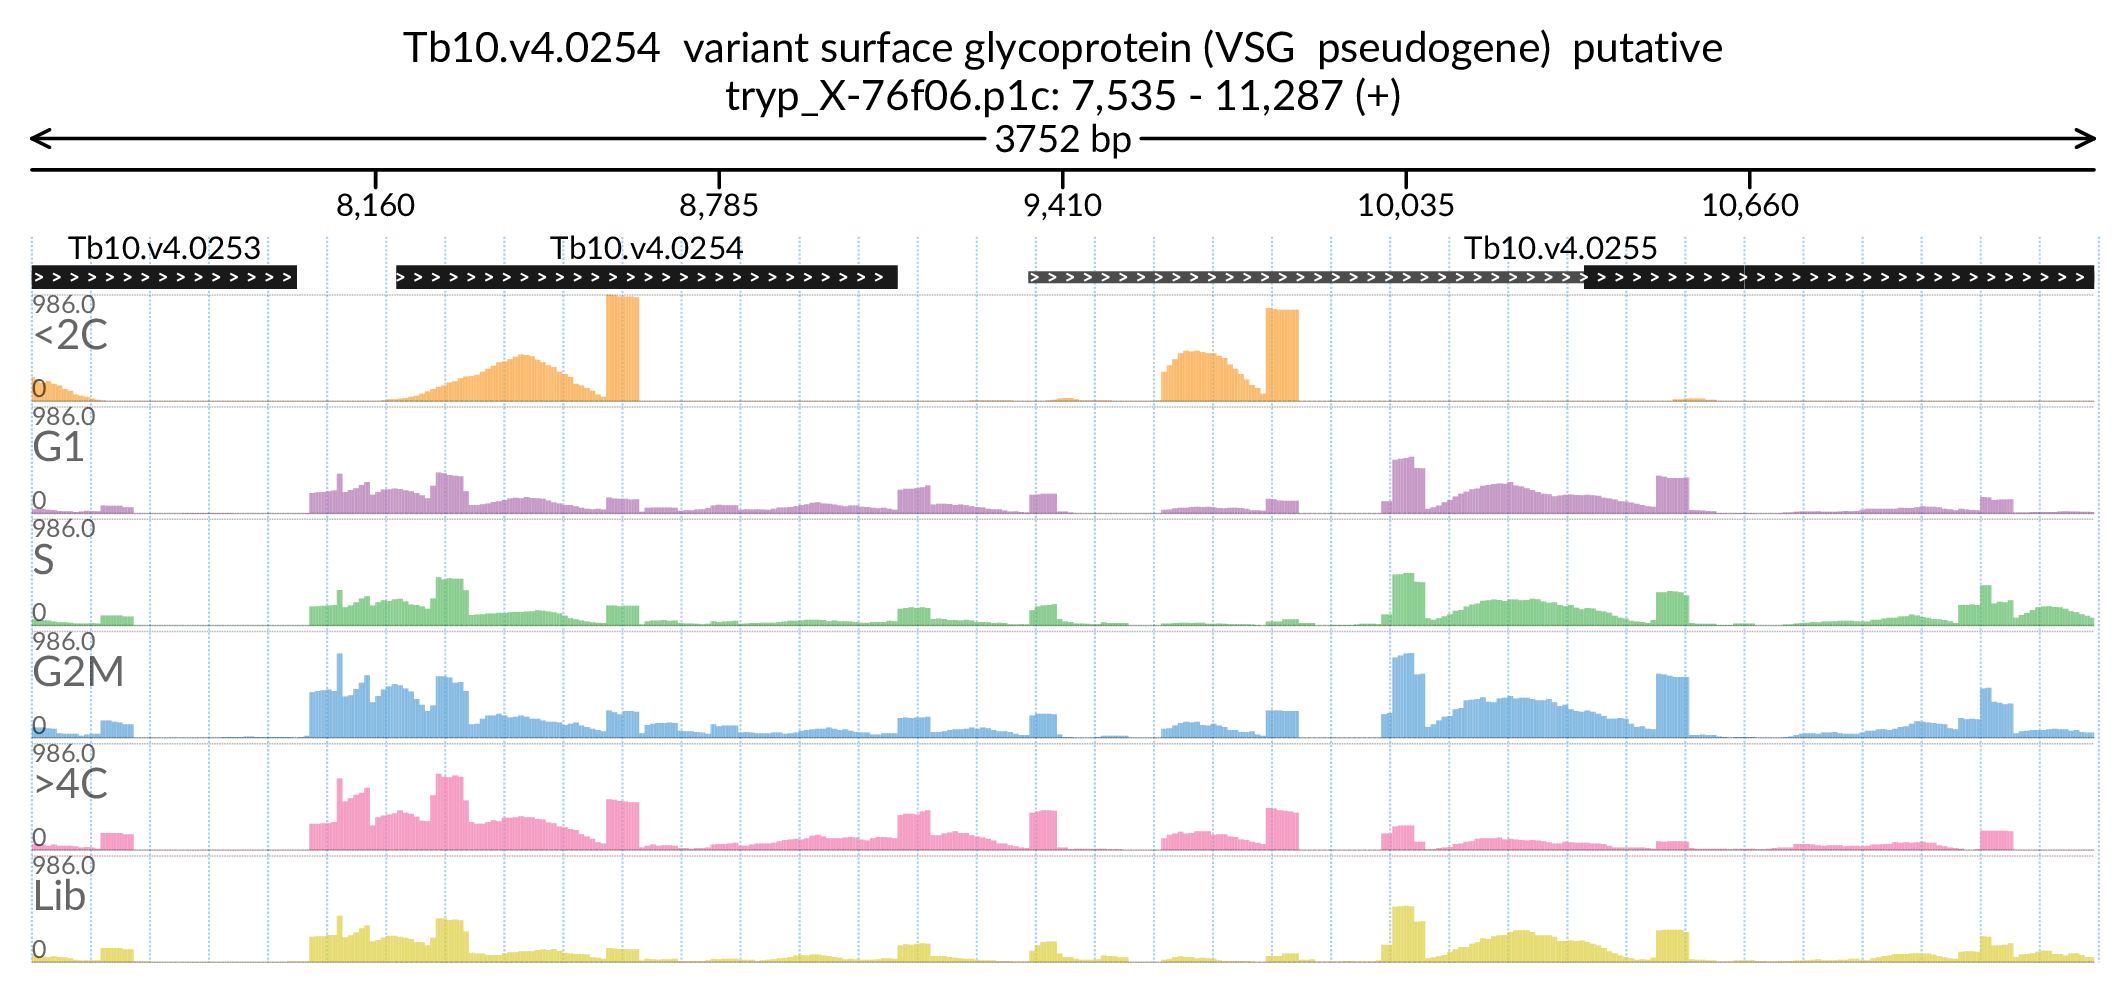 Tb10.v4.0254 variant surface glycoprotein (VSG pseudogene) putative
tryp_X-76f06.p1c: 7,535 - 11,287 (+)
3752 bp
8,160 8,785 9,410 10,035 10,660
Tb10.v4.0253 Tb10.v4.0254 Tb10.v4.0255
986.0
<2C
0
986.0
G1
0
986.0
S
0
986.0
G2M
0
986.0
>4C
0
986.0
Lib
0